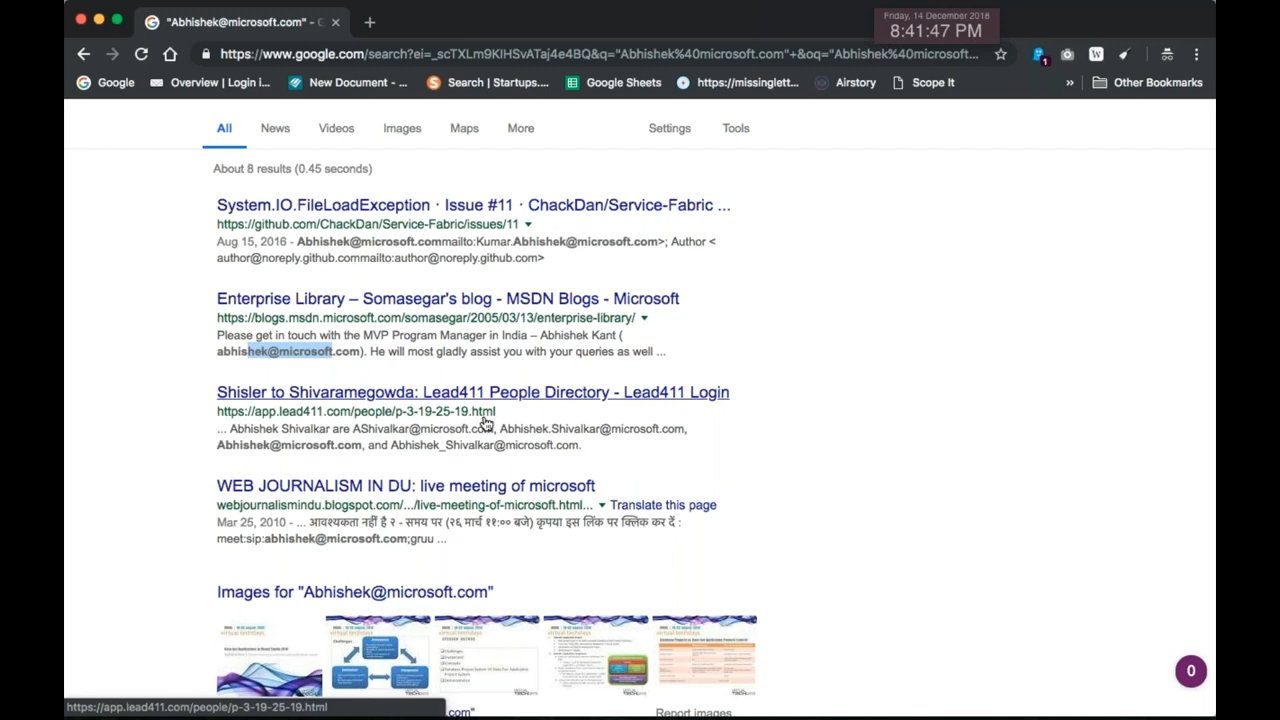 "Abhishek@microsoft.com" - G
Friday, 14 December 2018
8:41:47 PM
https://www.google.com/search?ei=_scTXLm9KIHSvATaj4e4BQ&q="Abhishek%40microsoft.com"+&oq="Abhishek%40microsoft...
1
W
Google
Overview | Login i...
New Document - ...
Search | Startups....
Google Sheets
https://missinglett...
Airstory
Scope It
»
Other Bookmarks
All
News
Videos
Images
Maps
More
Settings
Tools
About 8 results (0.45 seconds)
System.IO.FileLoadException · Issue #11 · ChackDan/Service-Fabric ...
https://github.com/ChackDan/Service-Fabric/issues/11
Aug 15, 2016 - Abhishek@microsoft.commailto:Kumar.Abhishek@microsoft.com>; Author <
author@noreply.github.commailto:author@noreply.github.com>
Enterprise Library – Somasegar's blog - MSDN Blogs - Microsoft
https://blogs.msdn.microsoft.com/somasegar/2005/03/13/enterprise-library/
Please get in touch with the MVP Program Manager in India – Abhishek Kant (
abhishek@microsoft.com). He will most gladly assist you with your queries as well ...
Shisler to Shivaramegowda: Lead411 People Directory - Lead411 Login
https://app.lead411.com/people/p-3-19-25-19.html
... Abhishek Shivalkar are AShivalkar@microsoft.com, Abhishek.Shivalkar@microsoft.com,
Abhishek@microsoft.com, and Abhishek_Shivalkar@microsoft.com.
WEB JOURNALISM IN DU: live meeting of microsoft
webjournalismindu.blogspot.com/.../live-meeting-of-microsoft.html... Translate this page
Mar 25, 2010 - ... आवश्यकता नहीं है २ - समय पर (२६ मार्च ११:०० बजे) कृपया इस लिंक पर क्लिक कर दें :
meet:sip:abhishek@microsoft.com;gruu ...
Images for "Abhishek@microsoft.com"
0
https://app.lead411.com/people/p-3-19-25-19.html
com"
Report images